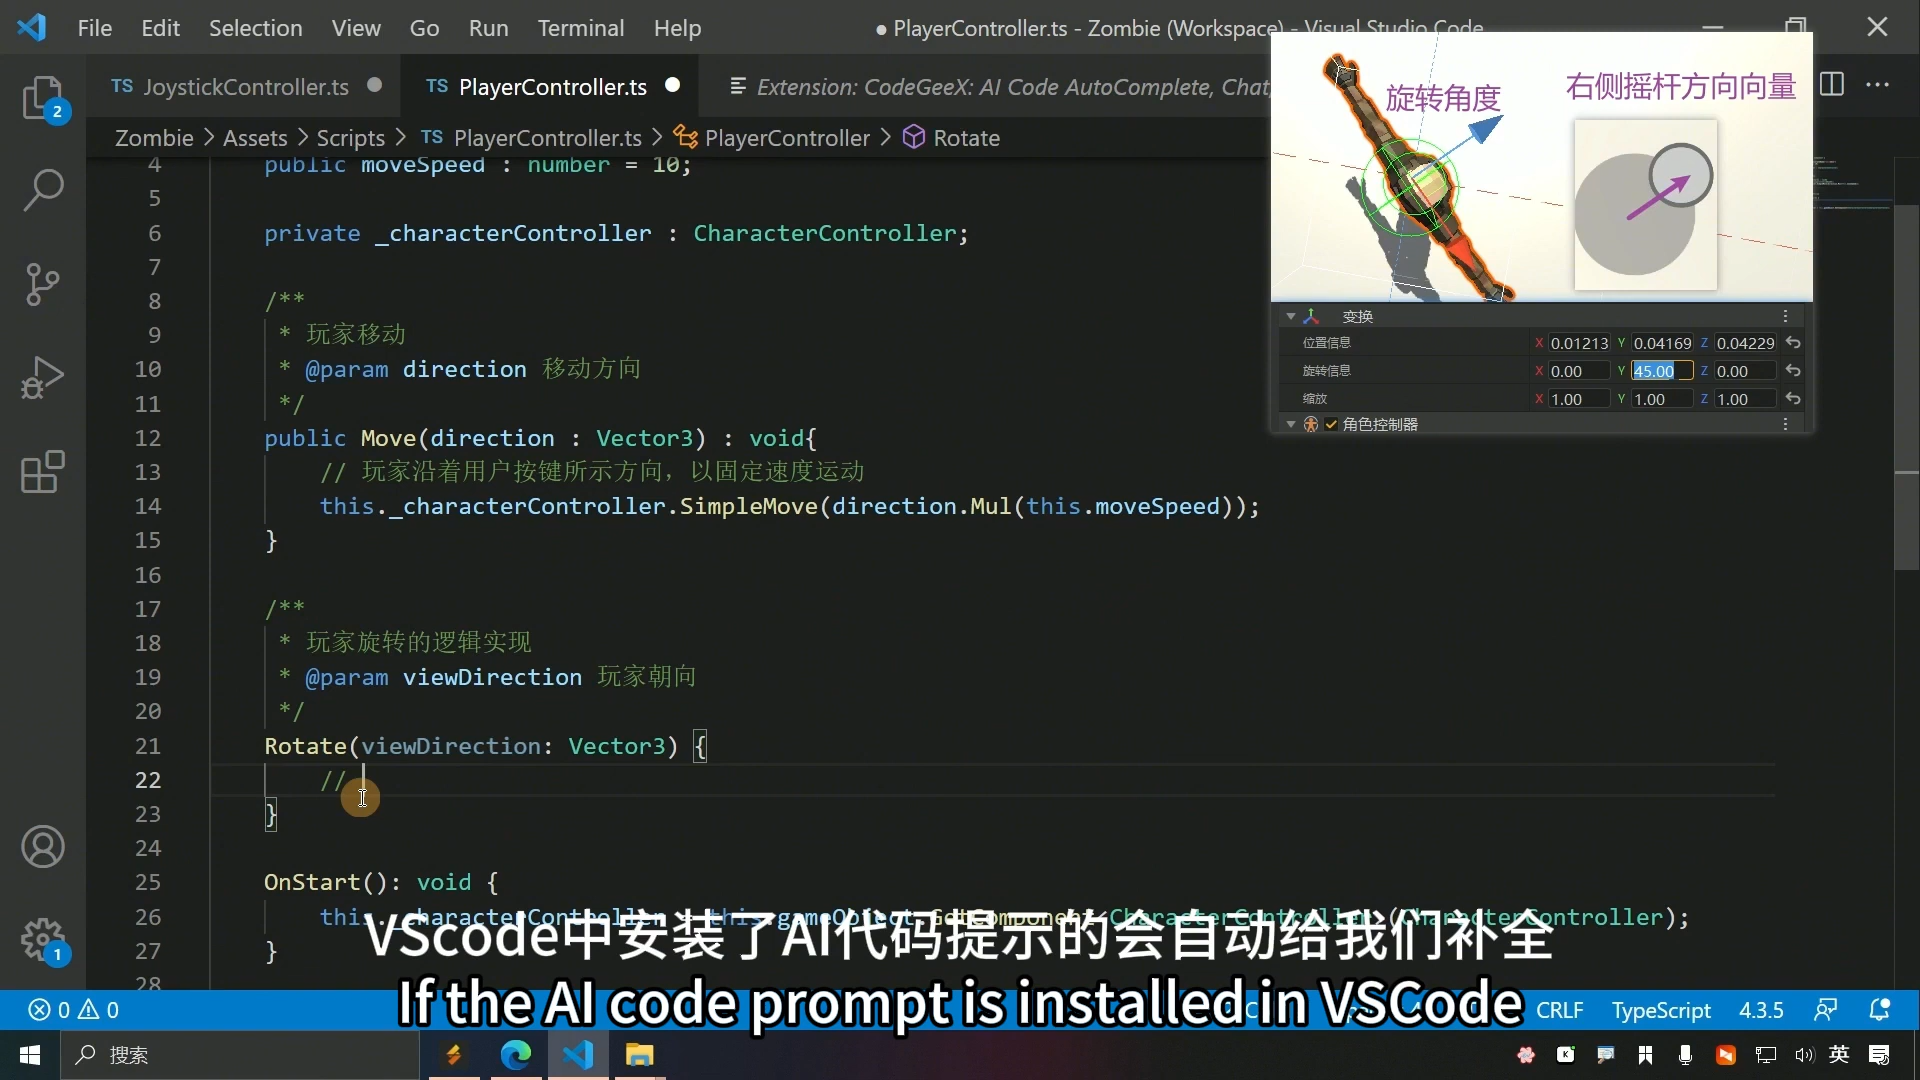 File Edit Selection View Go Run Terminal Help
● PlayerController.ts - Zombie (Workspace) - Visual Studio Code
TS JoystickController.ts
TS PlayerController.ts
Extension: CodeGeeX: AI Code AutoComplete, Chat,
Zombie > Assets > Scripts > TS PlayerController.ts > PlayerController > Rotate
旋转角度
右侧摇杆方向向量
变换
位置信息 X 0.01213 Y 0.04169 Z 0.04229
旋转信息 X 0.00 Y 45.00 Z 0.00
缩放 X 1.00 Y 1.00 Z 1.00
角色控制器
4 public moveSpeed : number = 10;
5
6 private _characterController : CharacterController;
7
8 /**
9 * 玩家移动
10 * @param direction 移动方向
11 */
12 public Move(direction : Vector3) : void{
13 // 玩家沿着用户按键所示方向，以固定速度运动
14 this._characterController.SimpleMove(direction.Mul(this.moveSpeed));
15 }
16
17 /**
18 * 玩家旋转的逻辑实现
19 * @param viewDirection 玩家朝向
20 */
21 Rotate(viewDirection: Vector3) {
22 //
23 }
24
25 OnStart(): void {
26 this._characterController = this.gameObject.GetComponent<CharacterController>(CharacterController);
27 }
28
VScode中安装了AI代码提示的会自动给我们补全
If the AI code prompt is installed in VSCode
2
1
0 0
CRLF TypeScript 4.3.5
搜索
英